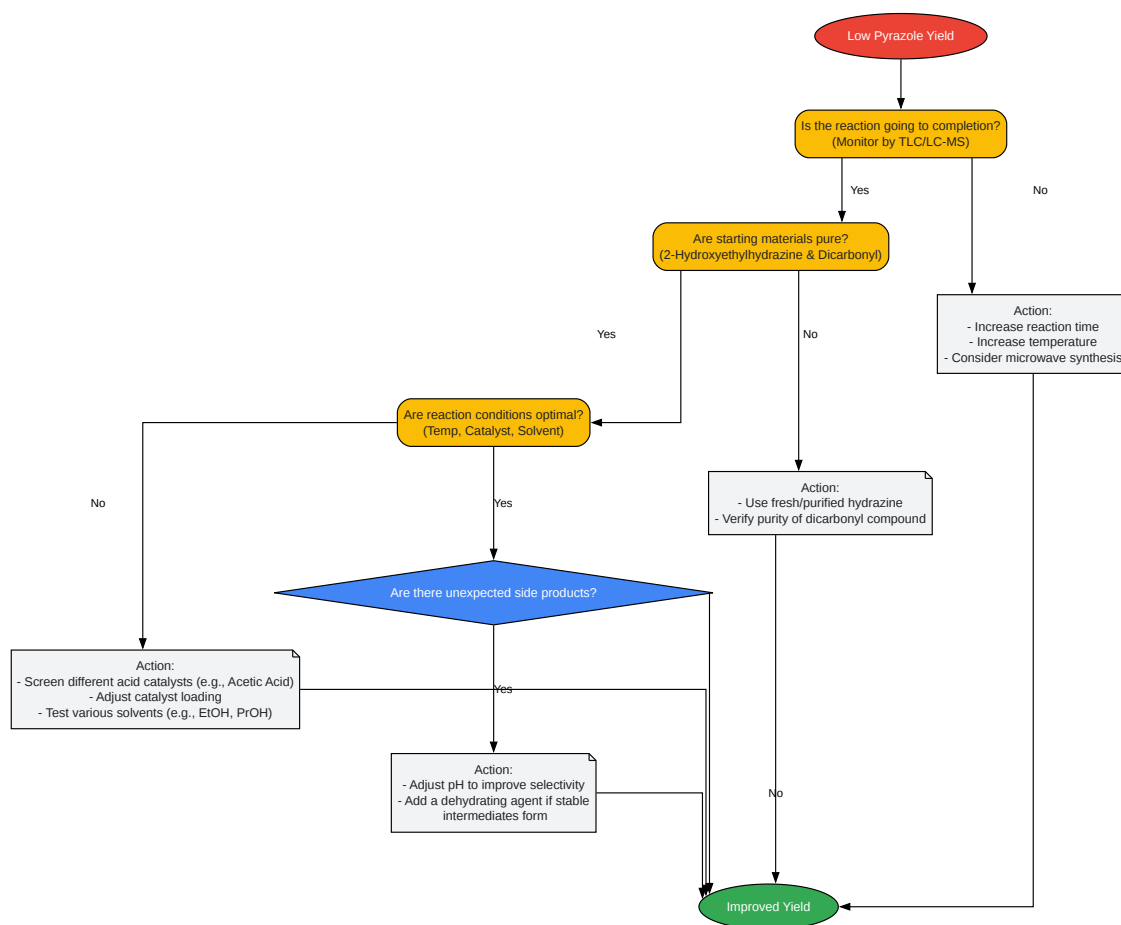 Low Pyrazole Yield
Is the reaction going to completion?
(Monitor by TLC/LC-MS)
Yes
No
Are starting materials pure?
(2-Hydroxyethylhydrazine & Dicarbonyl)
Action:
- Increase reaction time
- Increase temperature
- Consider microwave synthesis
Yes
No
Are reaction conditions optimal?
(Temp, Catalyst, Solvent)
Action:
- Use fresh/purified hydrazine
- Verify purity of dicarbonyl compound
No
Yes
Are there unexpected side products?
Action:
- Screen different acid catalysts (e.g., Acetic Acid)
- Adjust catalyst loading
- Test various solvents (e.g., EtOH, PrOH)
Yes
Action:
- Adjust pH to improve selectivity
- Add a dehydrating agent if stable
intermediates form
No
Improved Yield